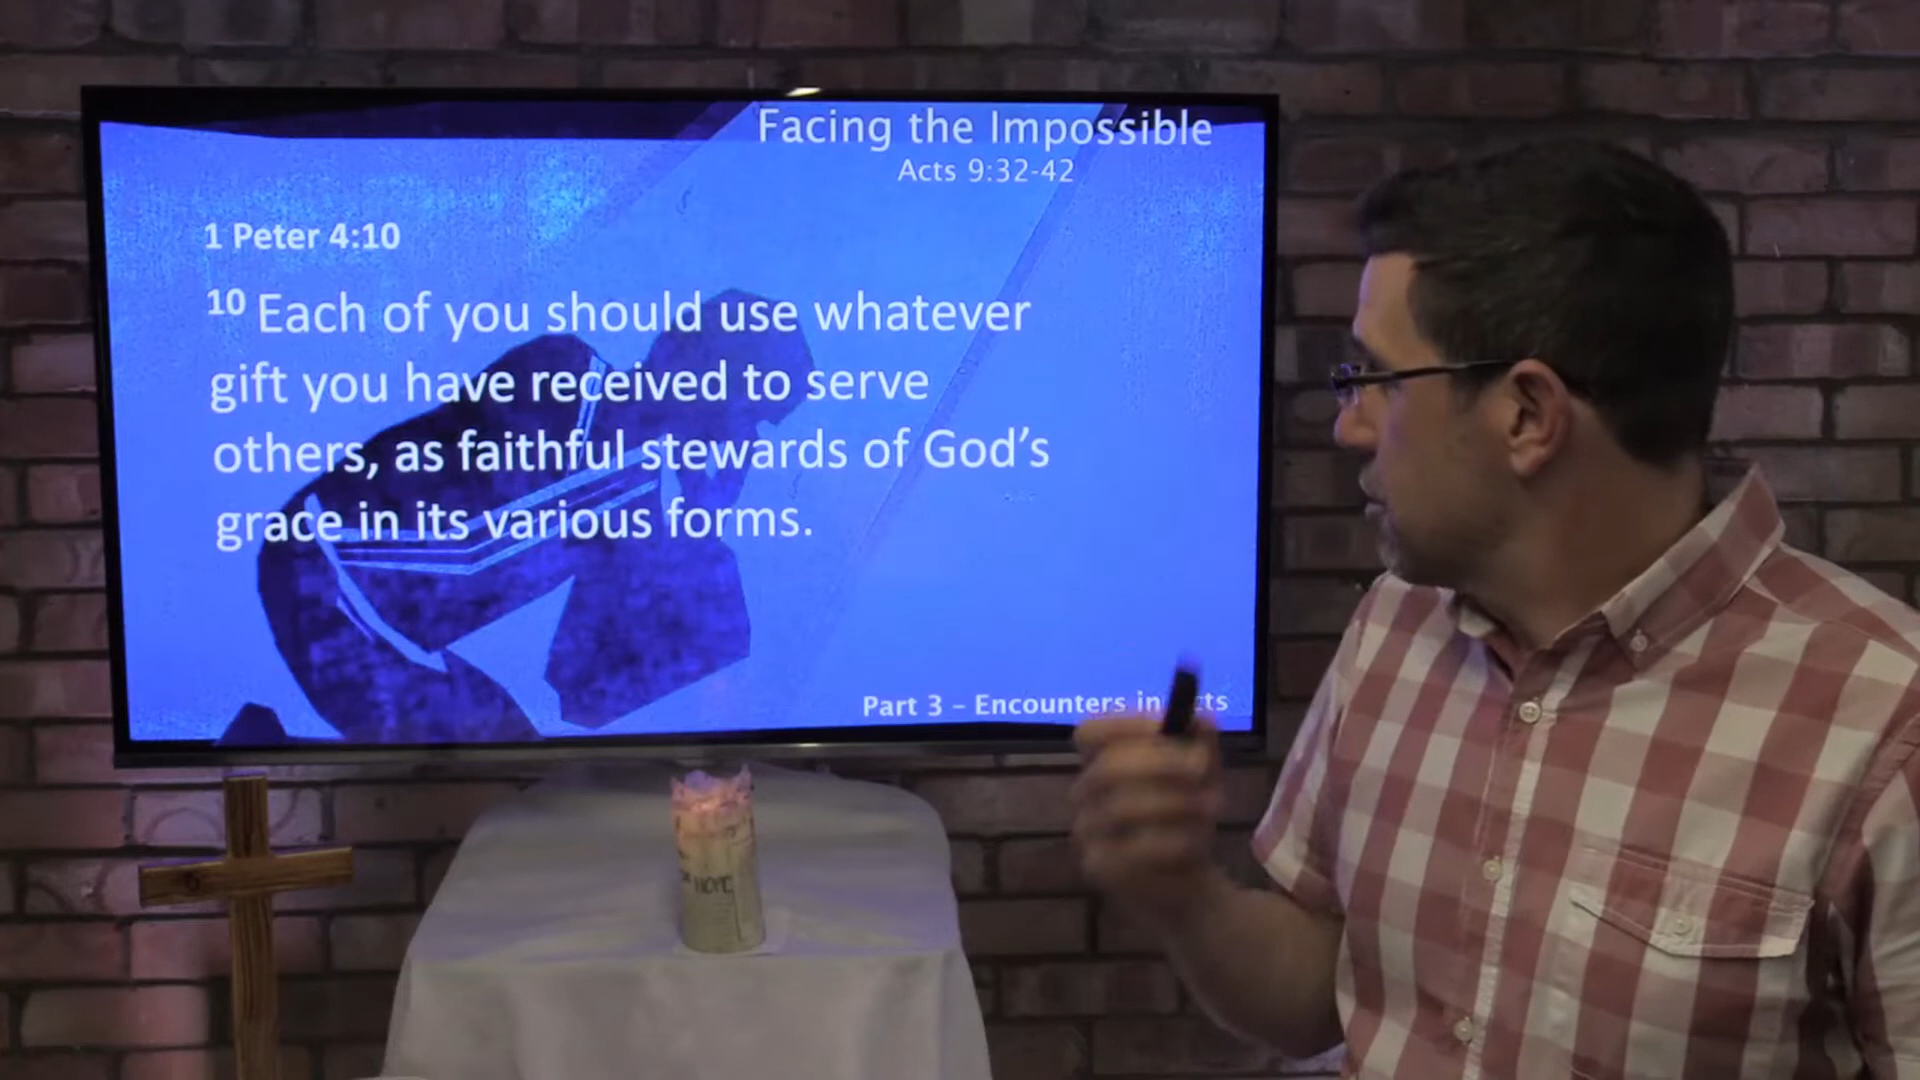 Facing the Impossible
Acts 9:32-42
1 Peter 4:10
10 Each of you should use whatever
gift you have received to serve
others, as faithful stewards of God's
grace in its various forms.
Part 3 – Encounters in
HOPE